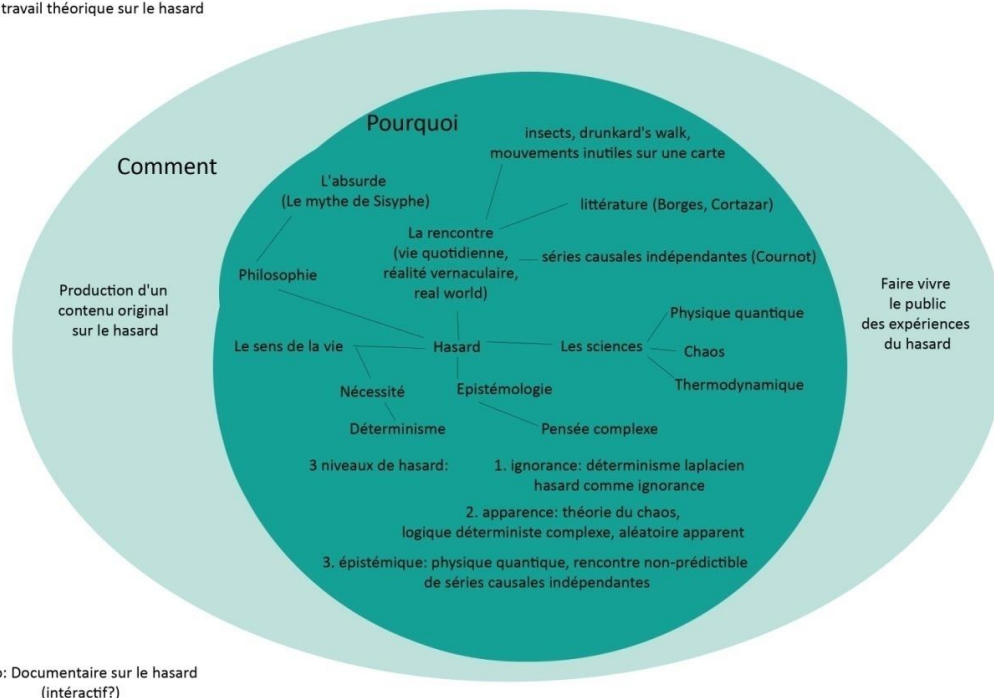 travail théorique sur le hasard
Pourquoi
Comment
insects, drunkard's walk,
mouvements inutiles sur une carte
L'absurde
(Le mythe de Sisyphe)
littérature (Borges, Cortazar)
La rencontre
(vie quotidienne,
réalité vernaculaire,
real world)
séries causales indépendantes (Cournot)
Philosophie
Production d'un
contenu original
sur le hasard
Faire vivre
le public
des expériences
du hasard
Physique quantique
Le sens de la vie
Hasard
Les sciences
Chaos
Thermodynamique
Nécessité
Epistémologie
Déterminisme
Pensée complexe
3 niveaux de hasard:
1. ignorance: déterminisme laplacien
hasard comme ignorance
2. apparence: théorie du chaos,
logique déterministe complexe, aléatoire apparent
3. épistémique: physique quantique, rencontre non-prédictible
de séries causales indépendantes
: Documentaire sur le hasard
(intéractif?)